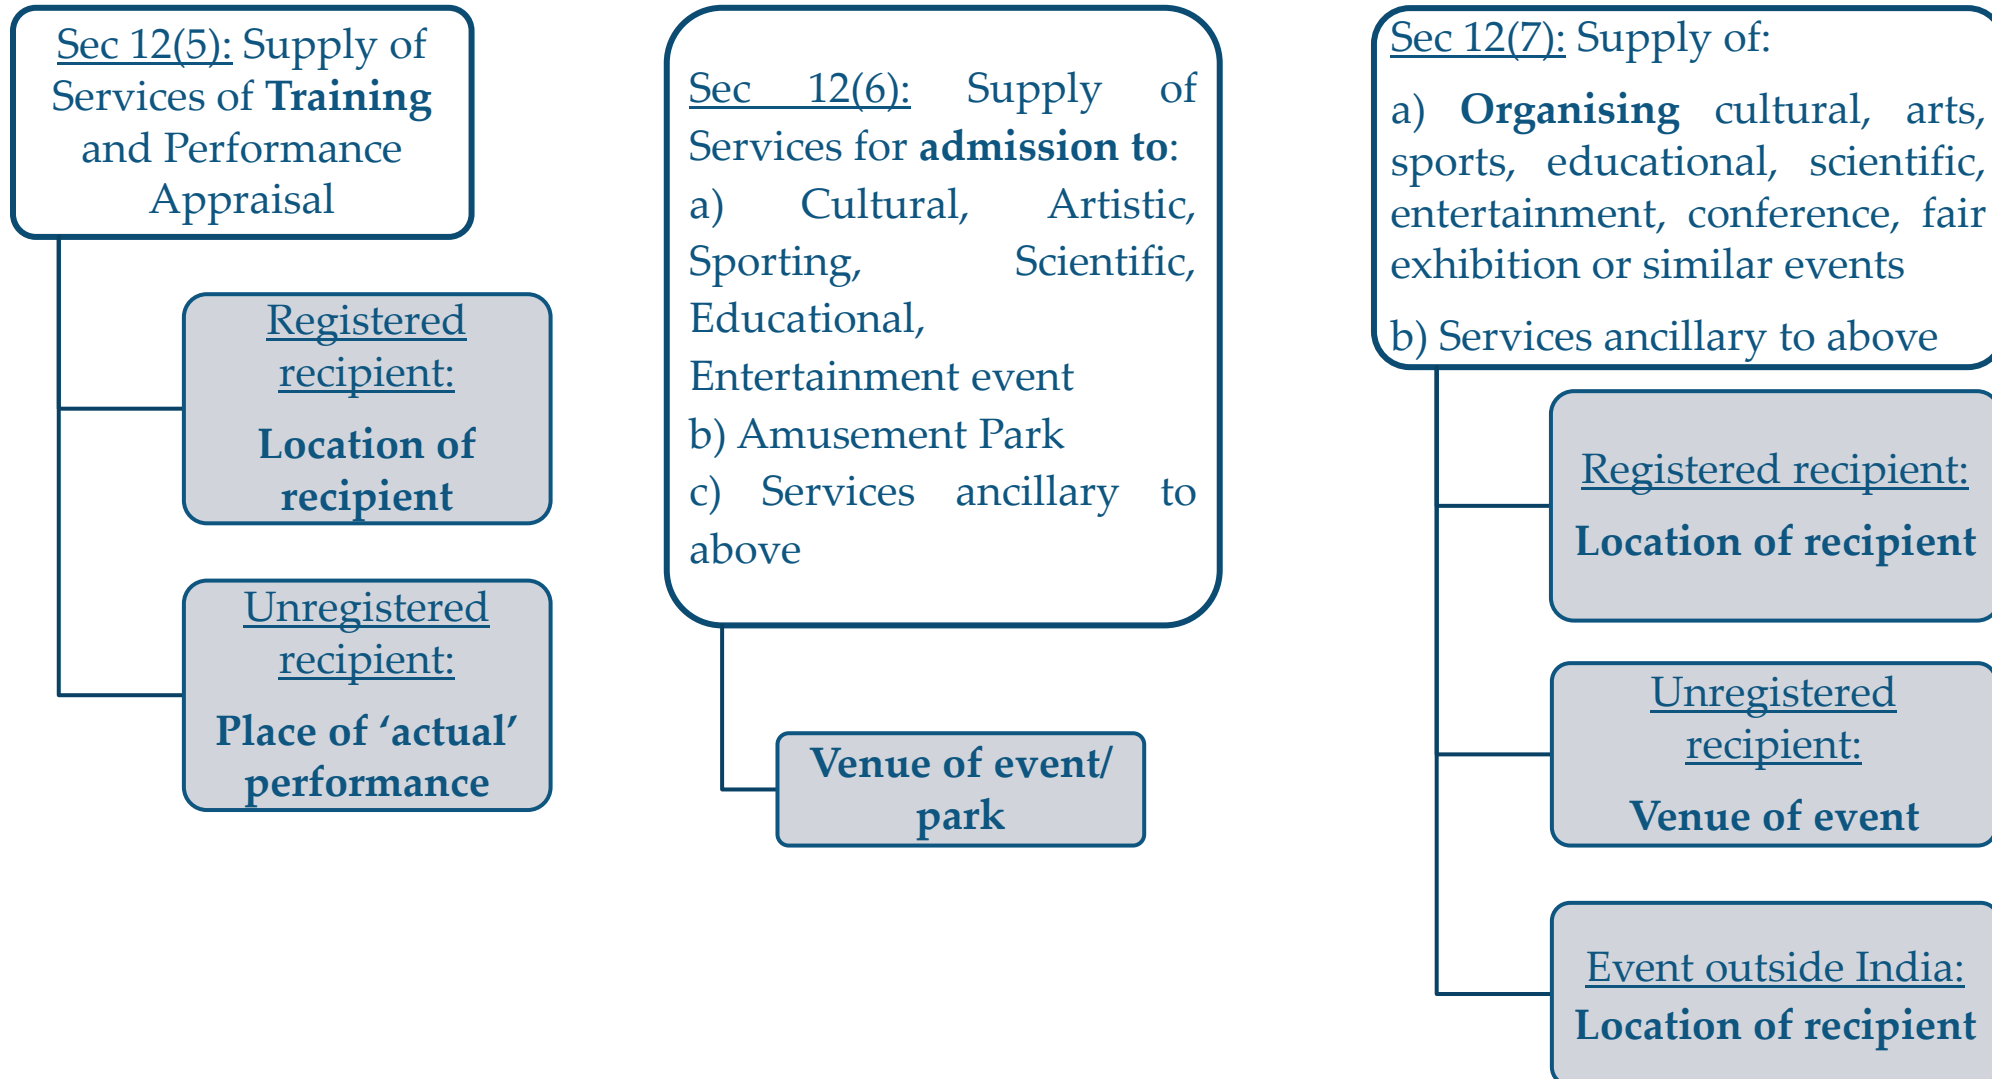 Sec 12(5): Supply of
Services of Training
and Performance
Appraisal
Registered
recipient:
Location of
recipient
Unregistered
recipient:
Place of ‘actual’
performance
Sec 12(6): Supply of
Services for admission to:
a) Cultural, Artistic,
Sporting, Scientific,
Educational,
Entertainment event
b) Amusement Park
c) Services ancillary to
above
Venue of event/
park
Sec 12(7): Supply of:
a) Organising cultural, arts,
sports, educational, scientific,
entertainment, conference, fair
exhibition or similar events
b) Services ancillary to above
Registered recipient:
Location of recipient
Unregistered
recipient:
Venue of event
Event outside India:
Location of recipient